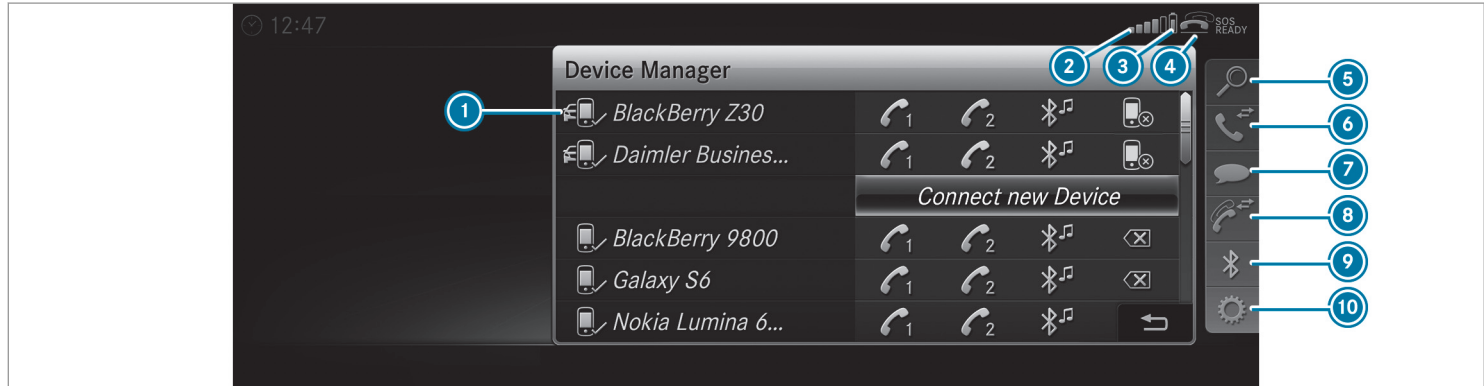 12:47
SOS
READY
2
3
4
Device Manager
5
1
BlackBerry Z30
1
2
6
Daimler Busines...
1
2
7
Connect new Device
8
BlackBerry 9800
1
2
9
Galaxy S6
1
2
10
Nokia Lumina 6...
1
2